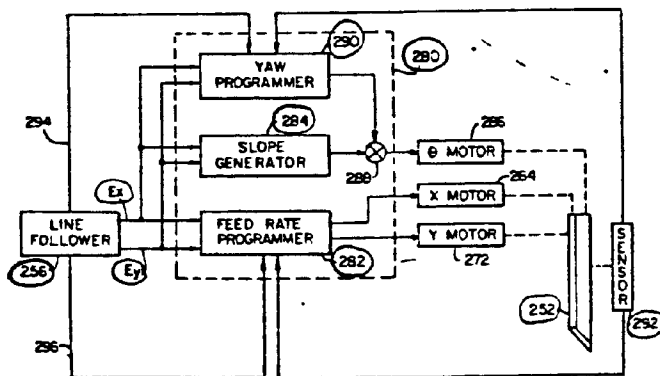 290
280
YAW
PROGRAMMER
294
284
286
SLOPE
GENERATOR
288
θ MOTOR
264
Ex
X MOTOR
LINE
FOLLOWER
FEED RATE
PROGRAMMER
Y MOTOR
SENSOR
256
Ey
282
272
252
292
296